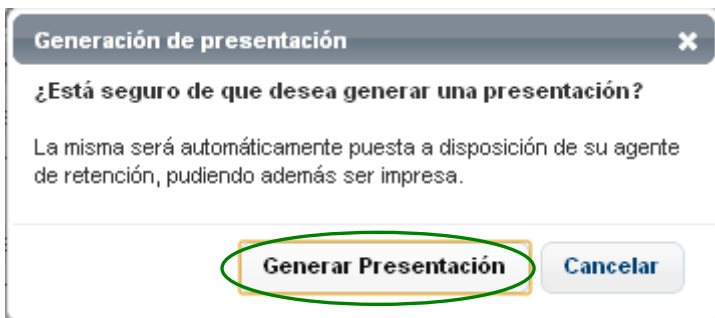 Generación de presentación
¿Está seguro de que desea generar una presentación?
La misma será automáticamente puesta a disposición de su agente
de retención, pudiendo además ser impresa.
Generar Presentación Cancelar